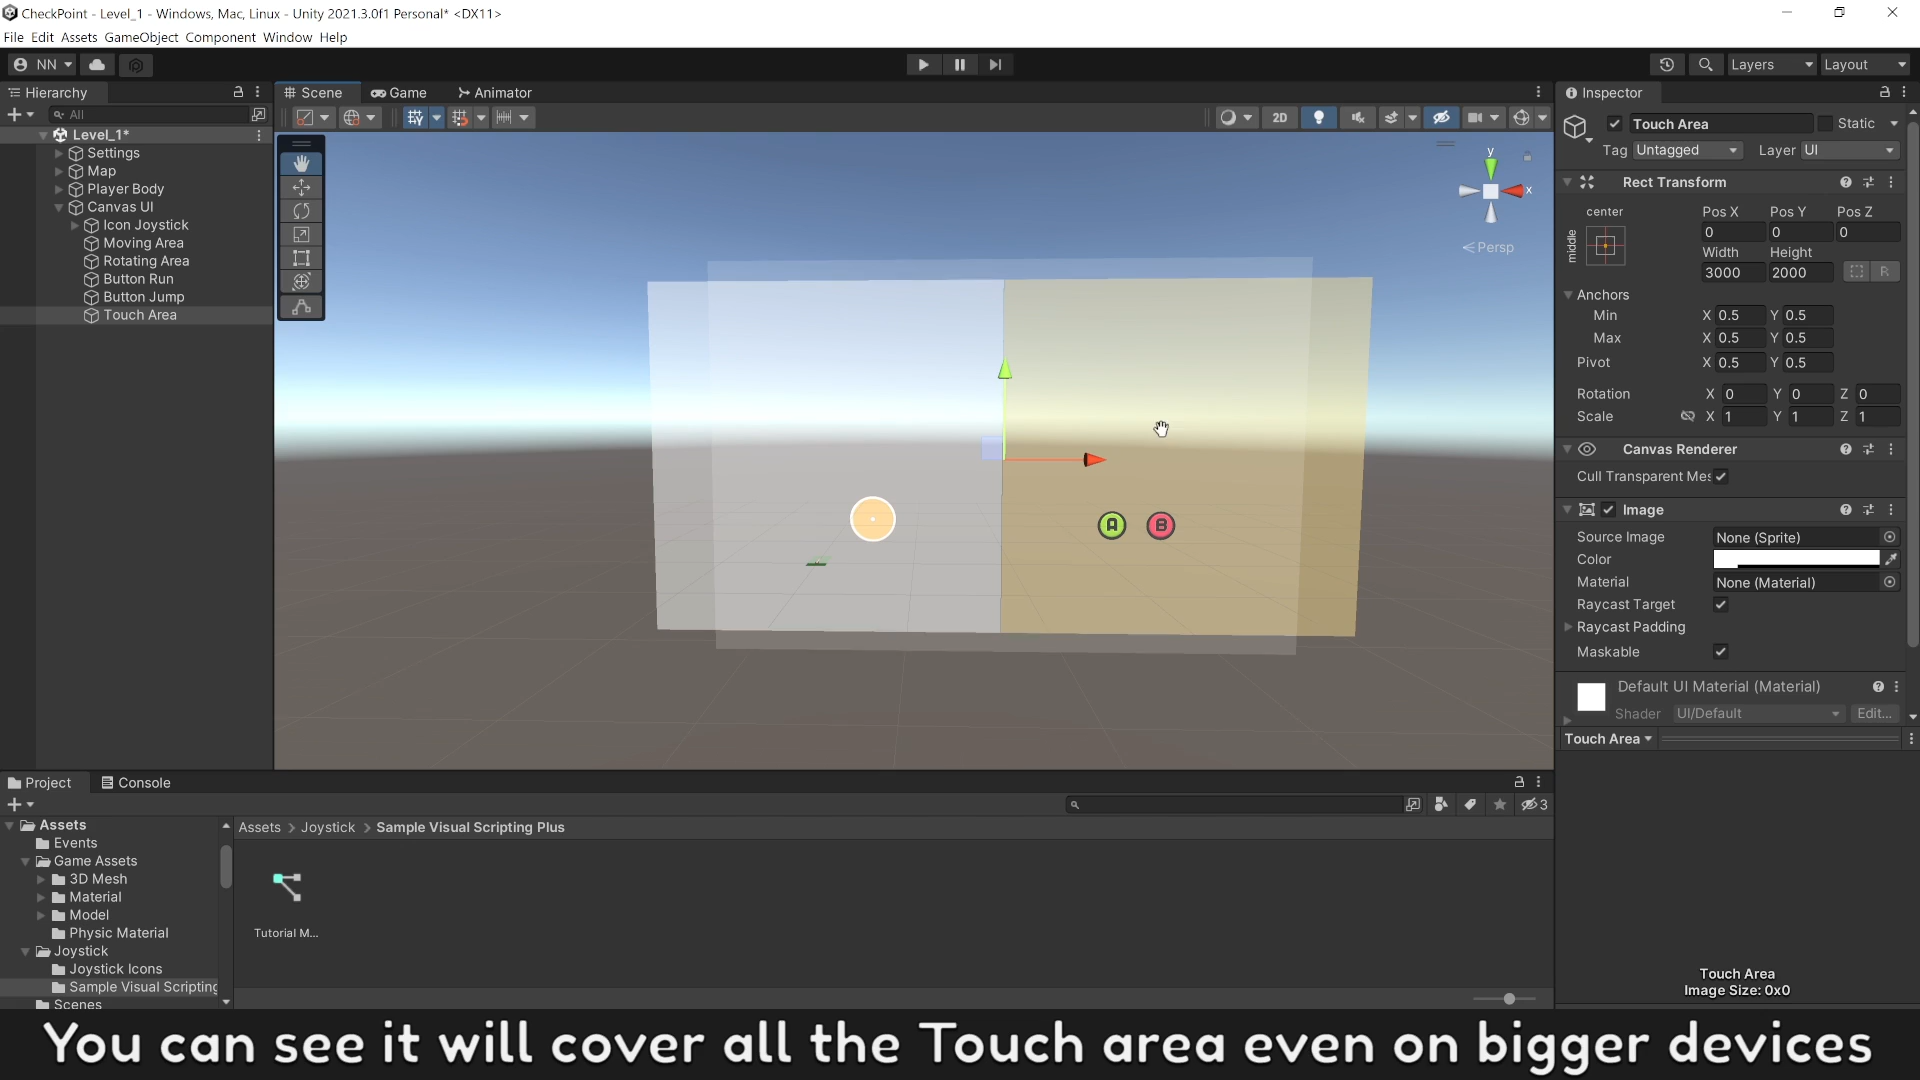 CheckPoint - Level_1 - Windows, Mac, Linux - Unity 2021.3.0f1 Personal* <DX11>
File Edit Assets GameObject Component Window Help
NN Layers Layout
Hierarchy
All
Level_1*
Settings
Map
Player Body
Canvas UI
Icon Joystick
Moving Area
Rotating Area
Button Run
Button Jump
Touch Area
Scene Game Animator
2D
y
x
Persp
A B
Inspector
Touch Area Static
Tag Untagged Layer UI
Rect Transform
center Pos X Pos Y Pos Z
middle 0 0 0
Width Height
3000 2000 R
Anchors
Min X 0.5 Y 0.5
Max X 0.5 Y 0.5
Pivot X 0.5 Y 0.5
Rotation X 0 Y 0 Z 0
Scale X 1 Y 1 Z 1
Canvas Renderer
Cull Transparent Mes
Image
Source Image None (Sprite)
Color
Material None (Material)
Raycast Target
Raycast Padding
Maskable
Default UI Material (Material)
Shader UI/Default Edit...
Touch Area
Touch Area
Image Size: 0x0
Project Console
3
Assets
Events
Game Assets
3D Mesh
Material
Model
Physic Material
Joystick
Joystick Icons
Sample Visual Scripting
Scenes
Assets > Joystick > Sample Visual Scripting Plus
Tutorial M...
You can see it will cover all the Touch area even on bigger devices